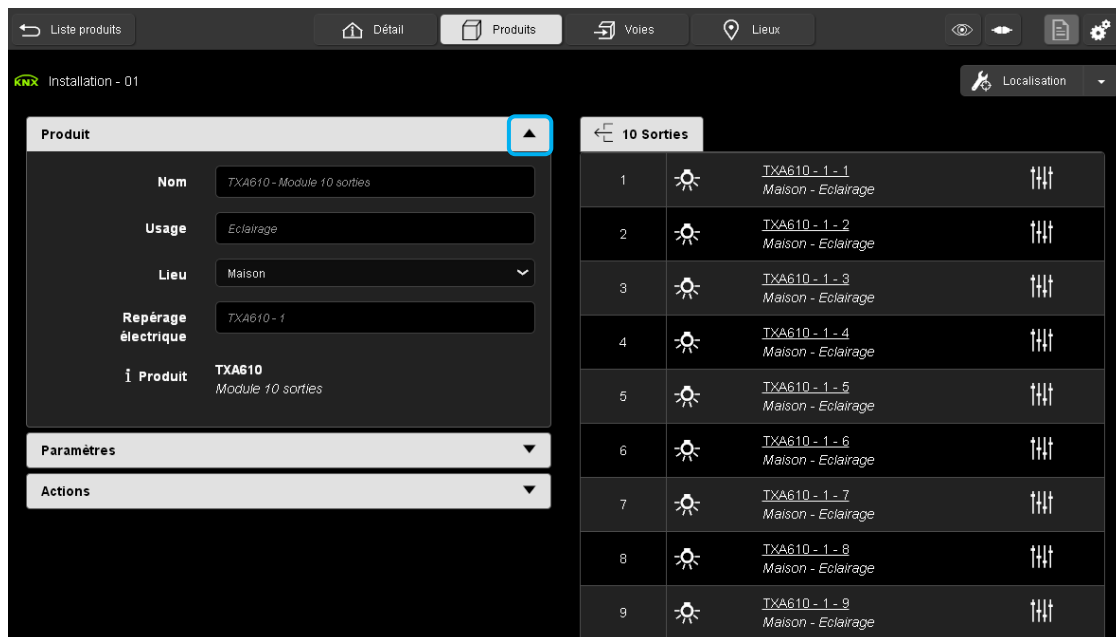 Liste produits
Détail
Produits
Voies
Lieux
KNX Installation - 01
Localisation
Produit
Nom
TXA610 - Module 10 sorties
Usage
Eclairage
Lieu
Maison
Repérage
électrique
TXA610 - 1
i Produit
TXA610
Module 10 sorties
Paramètres
Actions
10 Sorties
1
TXA610 - 1 - 1
Maison - Eclairage
2
TXA610 - 1 - 2
Maison - Eclairage
3
TXA610 - 1 - 3
Maison - Eclairage
4
TXA610 - 1 - 4
Maison - Eclairage
5
TXA610 - 1 - 5
Maison - Eclairage
6
TXA610 - 1 - 6
Maison - Eclairage
7
TXA610 - 1 - 7
Maison - Eclairage
8
TXA610 - 1 - 8
Maison - Eclairage
9
TXA610 - 1 - 9
Maison - Eclairage